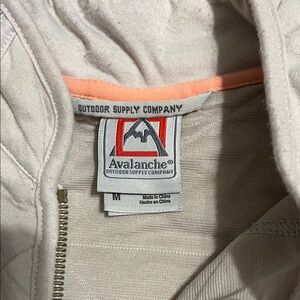 OUTDOOR SUPPLY COMPANY
Avalanche®
OUTDOOR SUPPLY COMPANY
M
Made in China
Hecho en China